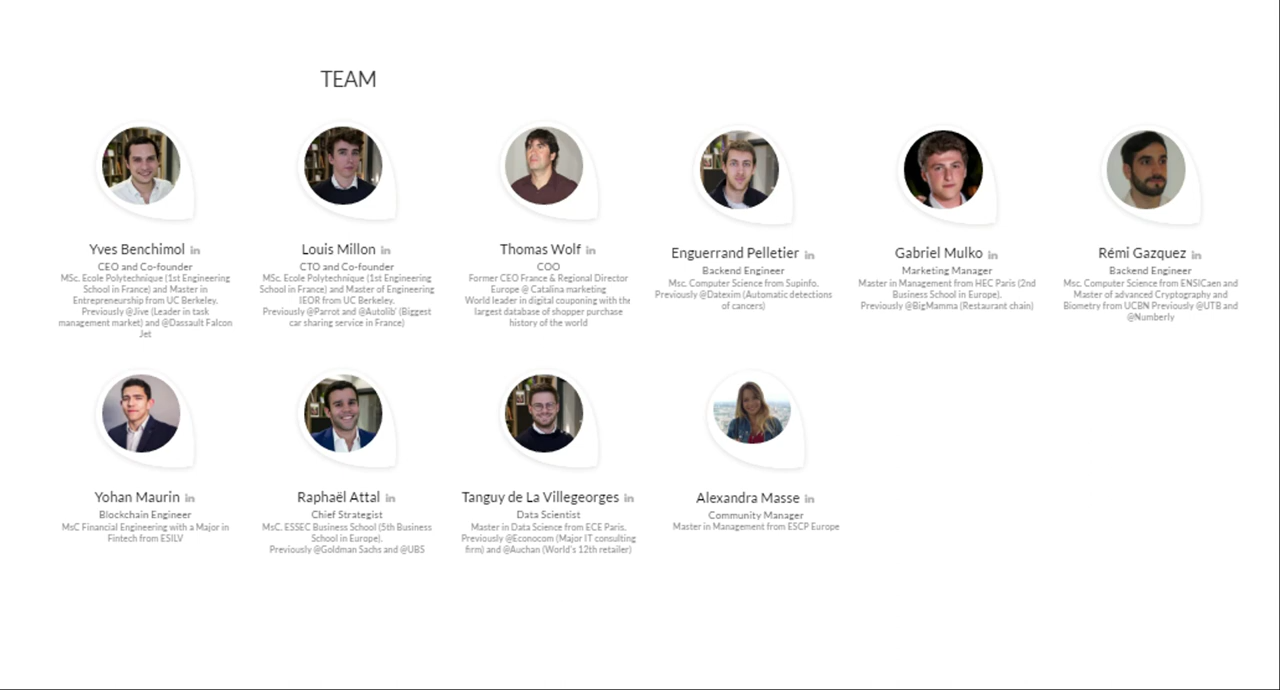 TEAM
Yves Benchimol in
CEO and Co-founder
MSc. Ecole Polytechnique (1st Engineering
School in France) and Master in
Entrepreneurship from UC Berkeley.
Previously @Jive (Leader in task
management market) and @Dassault Falcon
Jet
Louis Millon in
CTO and Co-founder
MSc. Ecole Polytechnique (1st Engineering
School in France) and Master of Engineering
IEOR from UC Berkeley.
Previously @Parrot and @Autolib' (Biggest
car sharing service in France)
Thomas Wolf in
COO
Former CEO France & Regional Director
Europe @ Catalina marketing
World leader in digital couponing with the
largest database of shopper purchase
history of the world
Enguerrand Pelletier in
Backend Engineer
Msc. Computer Science from Supinfo.
Previously @Datexim (Automatic detections
of cancers)
Gabriel Mulko in
Marketing Manager
Master in Management from HEC Paris (2nd
Business School in Europe).
Previously @BigMamma (Restaurant chain)
Rémi Gazquez in
Backend Engineer
Msc. Computer Science from ENSICaen and
Master of advanced Cryptography and
Biometry from UCBN Previously @UTB and
@Numberly
Yohan Maurin in
Blockchain Engineer
MsC Financial Engineering with a Major in
Fintech from ESILV
Raphaël Attal in
Chief Strategist
MsC. ESSEC Business School (5th Business
School in Europe).
Previously @Goldman Sachs and @UBS
Tanguy de La Villegeorges in
Data Scientist
Master in Data Science from ECE Paris.
Previously @Econocom (Major IT consulting
firm) and @Auchan (World's 12th retailer)
Alexandra Masse in
Community Manager
Master in Management from ESCP Europe